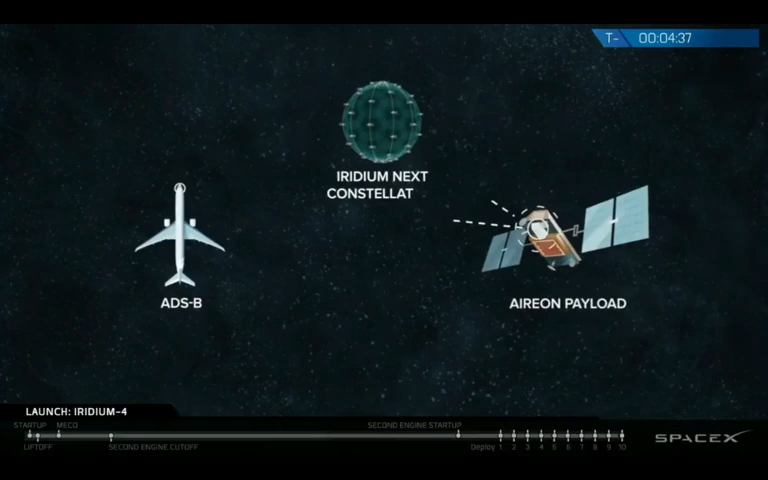 T- 00:04:37
IRIDIUM NEXT
CONSTELLAT
ADS-B
AIREON PAYLOAD
LAUNCH: IRIDIUM-4
STARTUP MECO SECOND ENGINE STARTUP
LIFTOFF SECOND ENGINE CUTOFF Deploy 1 2 3 4 5 6 7 8 9 10
SPACEX